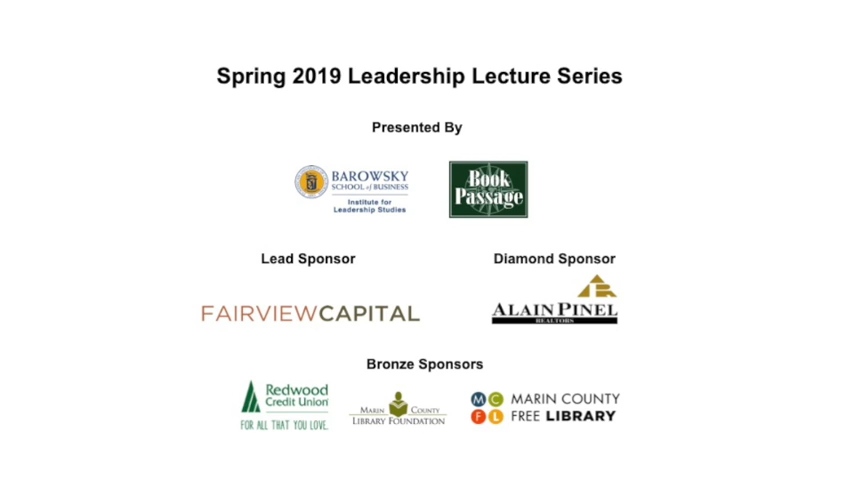 Spring 2019 Leadership Lecture Series
Presented By
BAROWSKY
SCHOOL of BUSINESS
Institute for
Leadership Studies
Book
Passage
Lead Sponsor
Diamond Sponsor
FAIRVIEWCAPITAL
ALAIN PINEL
REALTORS
Bronze Sponsors
Redwood
Credit Union
FOR ALL THAT YOU LOVE.
MARIN COUNTY
LIBRARY FOUNDATION
M C
F L
MARIN COUNTY
FREE LIBRARY